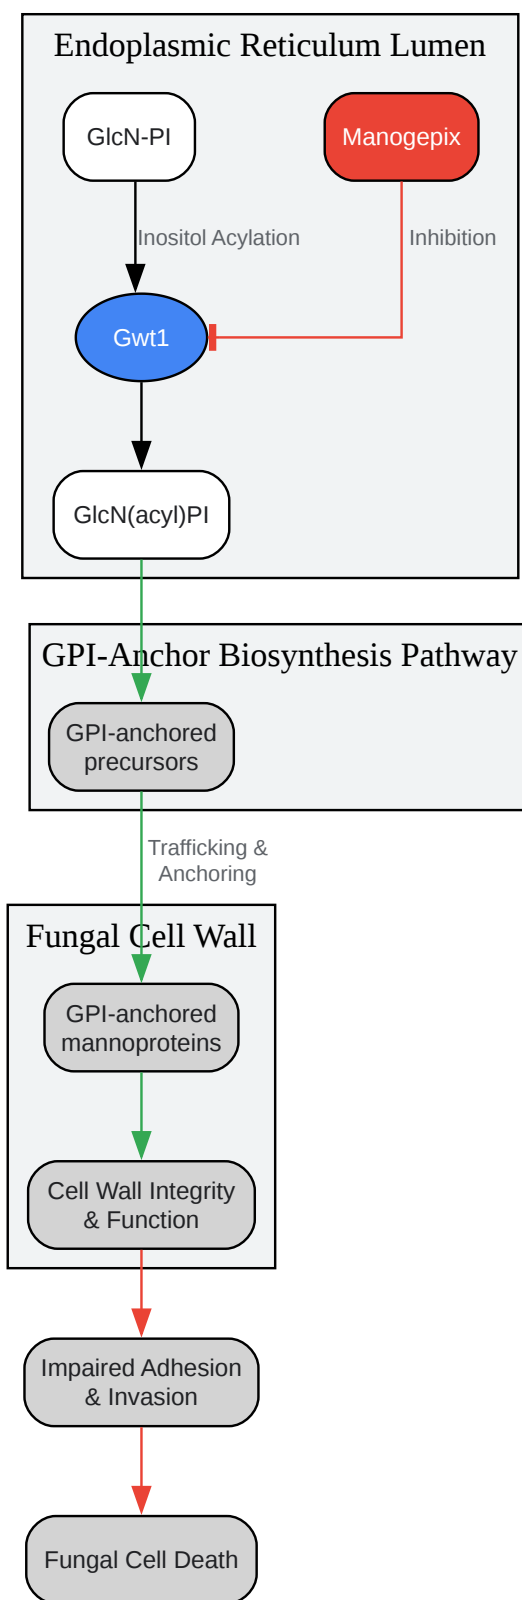 Endoplasmic Reticulum Lumen
GlcN-PI
Manogepix
Inositol Acylation
Inhibition
Gwt1
GlcN(acyl)PI
GPI-Anchor Biosynthesis Pathway
GPI-anchored
precursors
Trafficking &
Anchoring
Fungal Cell Wall
GPI-anchored
mannoproteins
Cell Wall Integrity
& Function
Impaired Adhesion
& Invasion
Fungal Cell Death